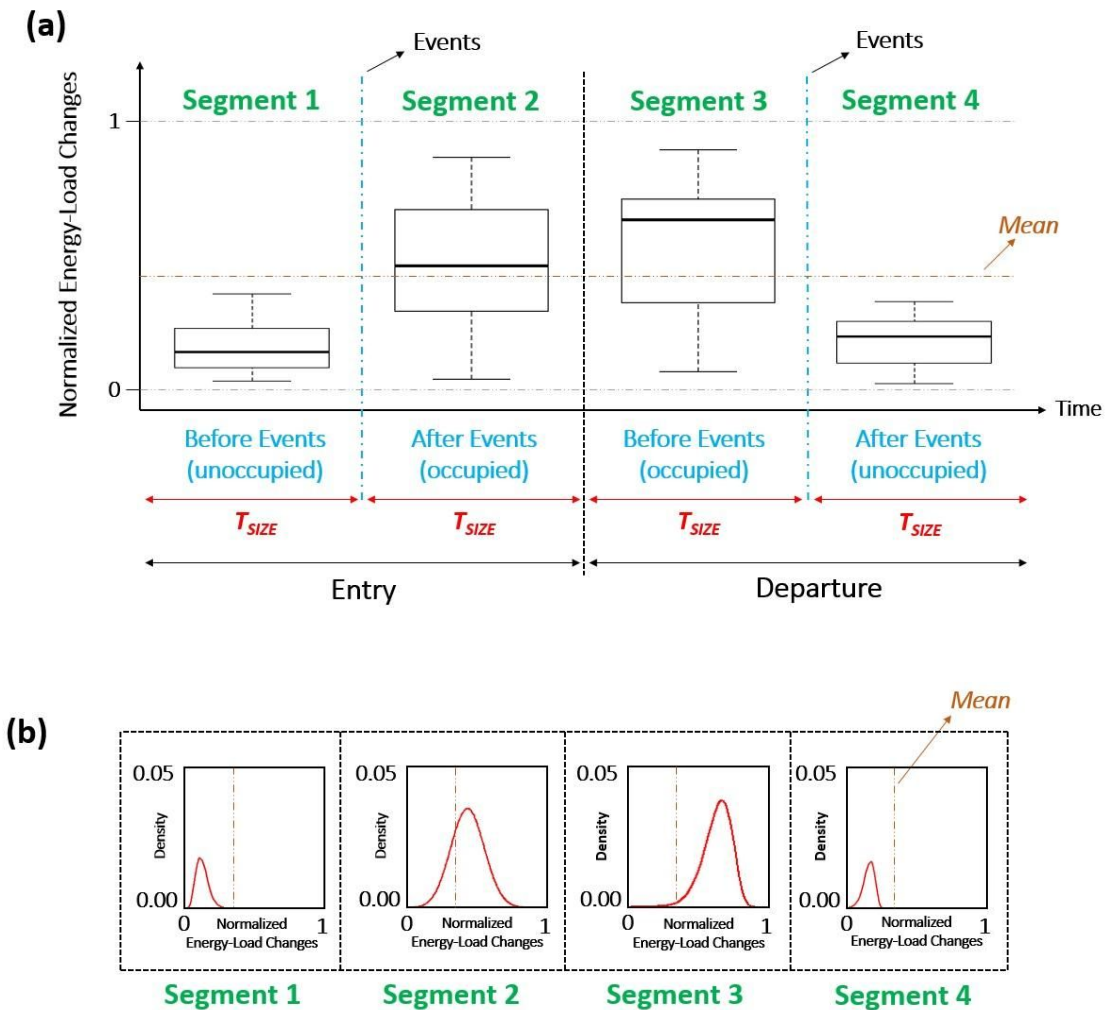 (a)
Events
Events
Segment 1
Segment 2
Segment 3
Segment 4
Normalized Energy-Load Changes
1
Mean
0
Time
Before Events
(unoccupied)
After Events
(occupied)
Before Events
(occupied)
After Events
(unoccupied)
TSIZE
TSIZE
TSIZE
TSIZE
Entry
Departure
Mean
(b)
0.05
Density
0.00
0
Normalized
Energy-Load Changes
1
0.05
Density
0.00
0
Normalized
Energy-Load Changes
1
0.05
Density
0.00
0
Normalized
Energy-Load Changes
1
0.05
Density
0.00
0
Normalized
Energy-Load Changes
1
Segment 1
Segment 2
Segment 3
Segment 4